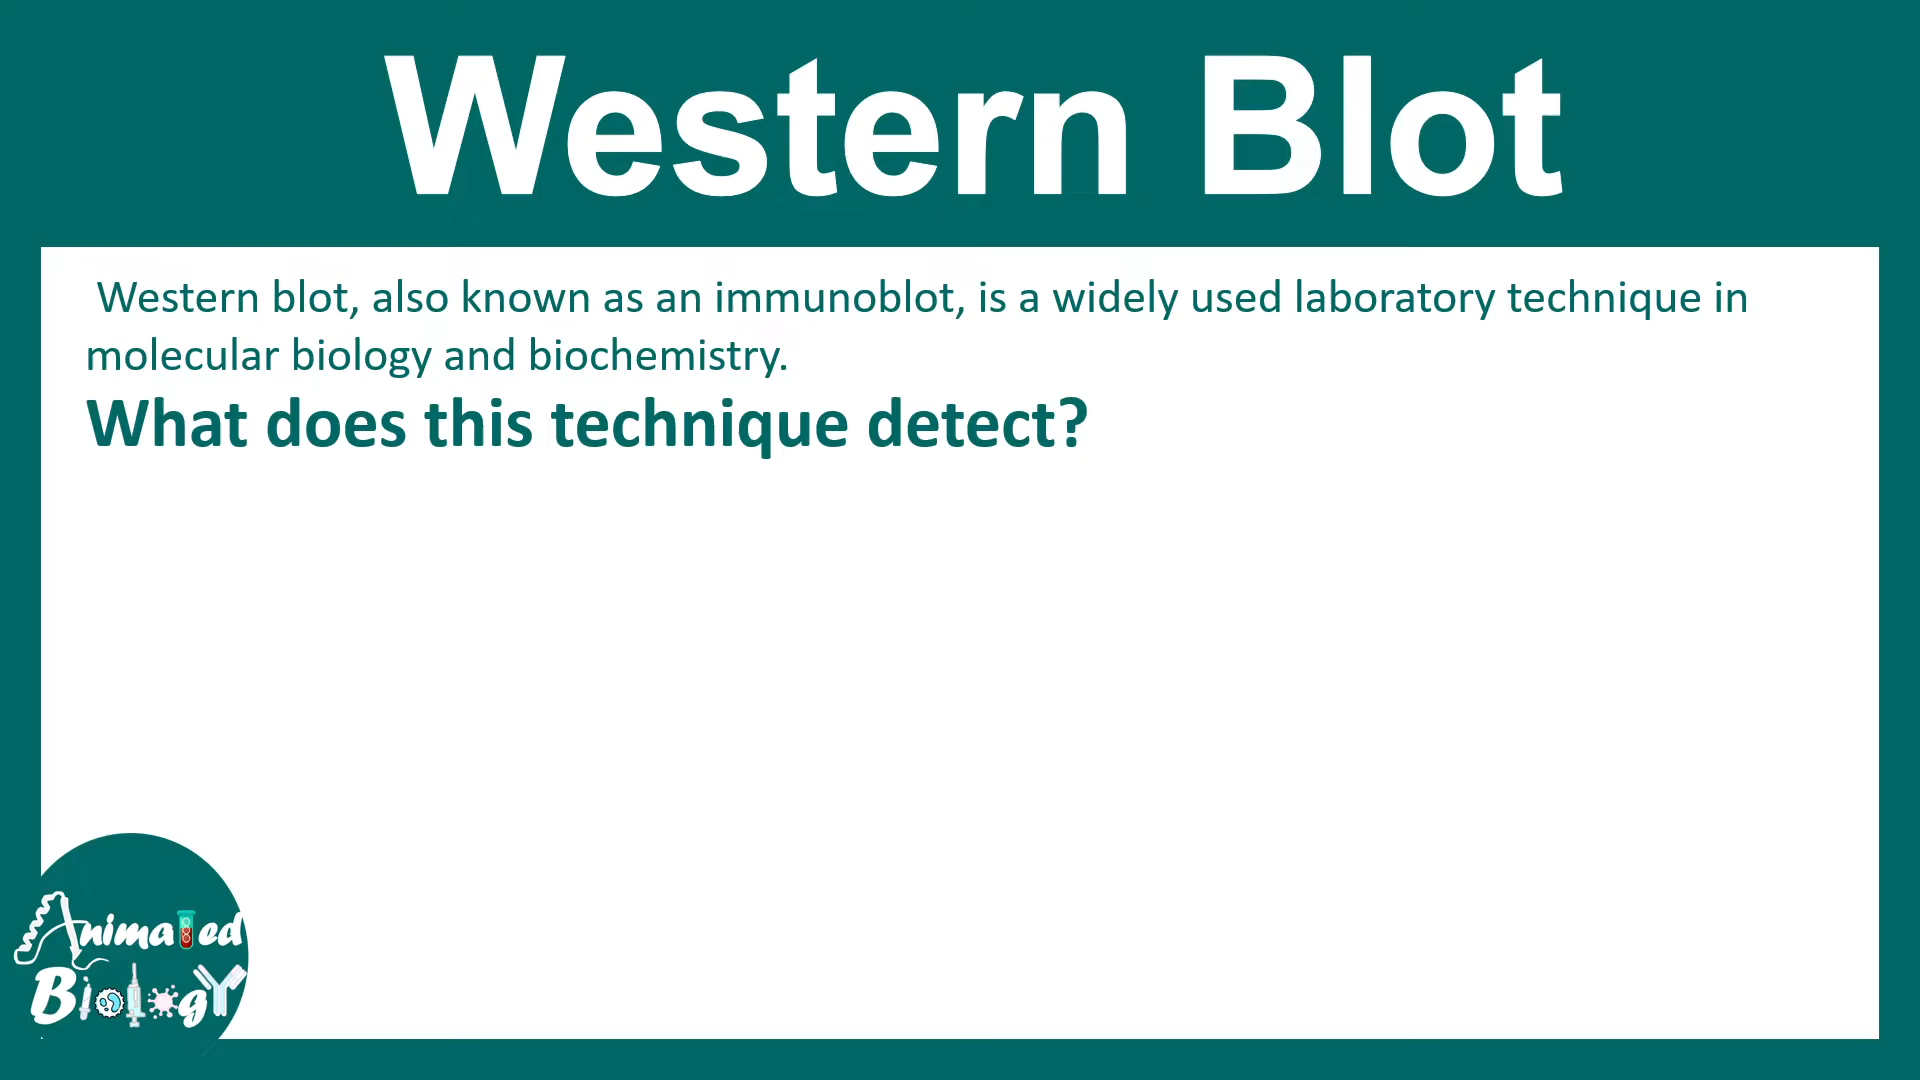 Western Blot
Western blot, also known as an immunoblot, is a widely used laboratory technique in
molecular biology and biochemistry.
What does this technique detect?
Animated
Biology